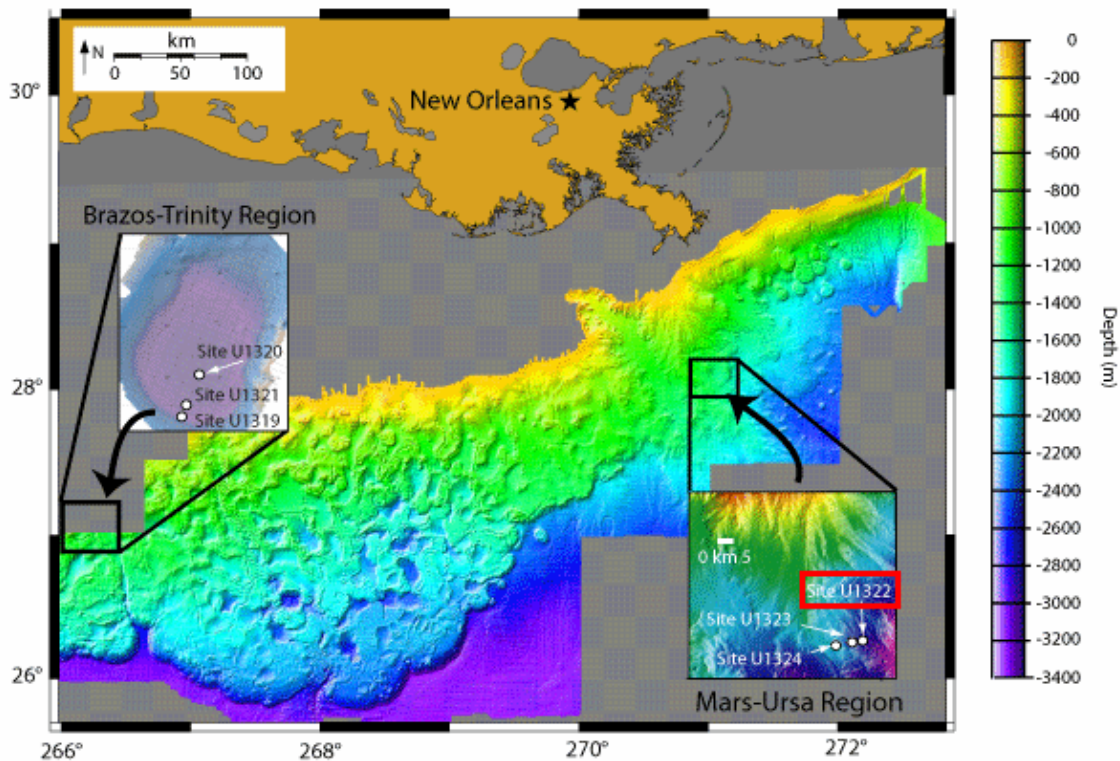 km
N
0 50 100
30°
New Orleans
Brazos-Trinity Region
Site U1320
Site U1321
Site U1319
28°
0 km 5
Site U1322
Site U1323
Site U1324
26°
Mars-Ursa Region
266° 268° 270° 272°
0
-200
-400
-600
-800
-1000
-1200
-1400
-1600
-1800
-2000
-2200
-2400
-2600
-2800
-3000
-3200
-3400
Depth (m)